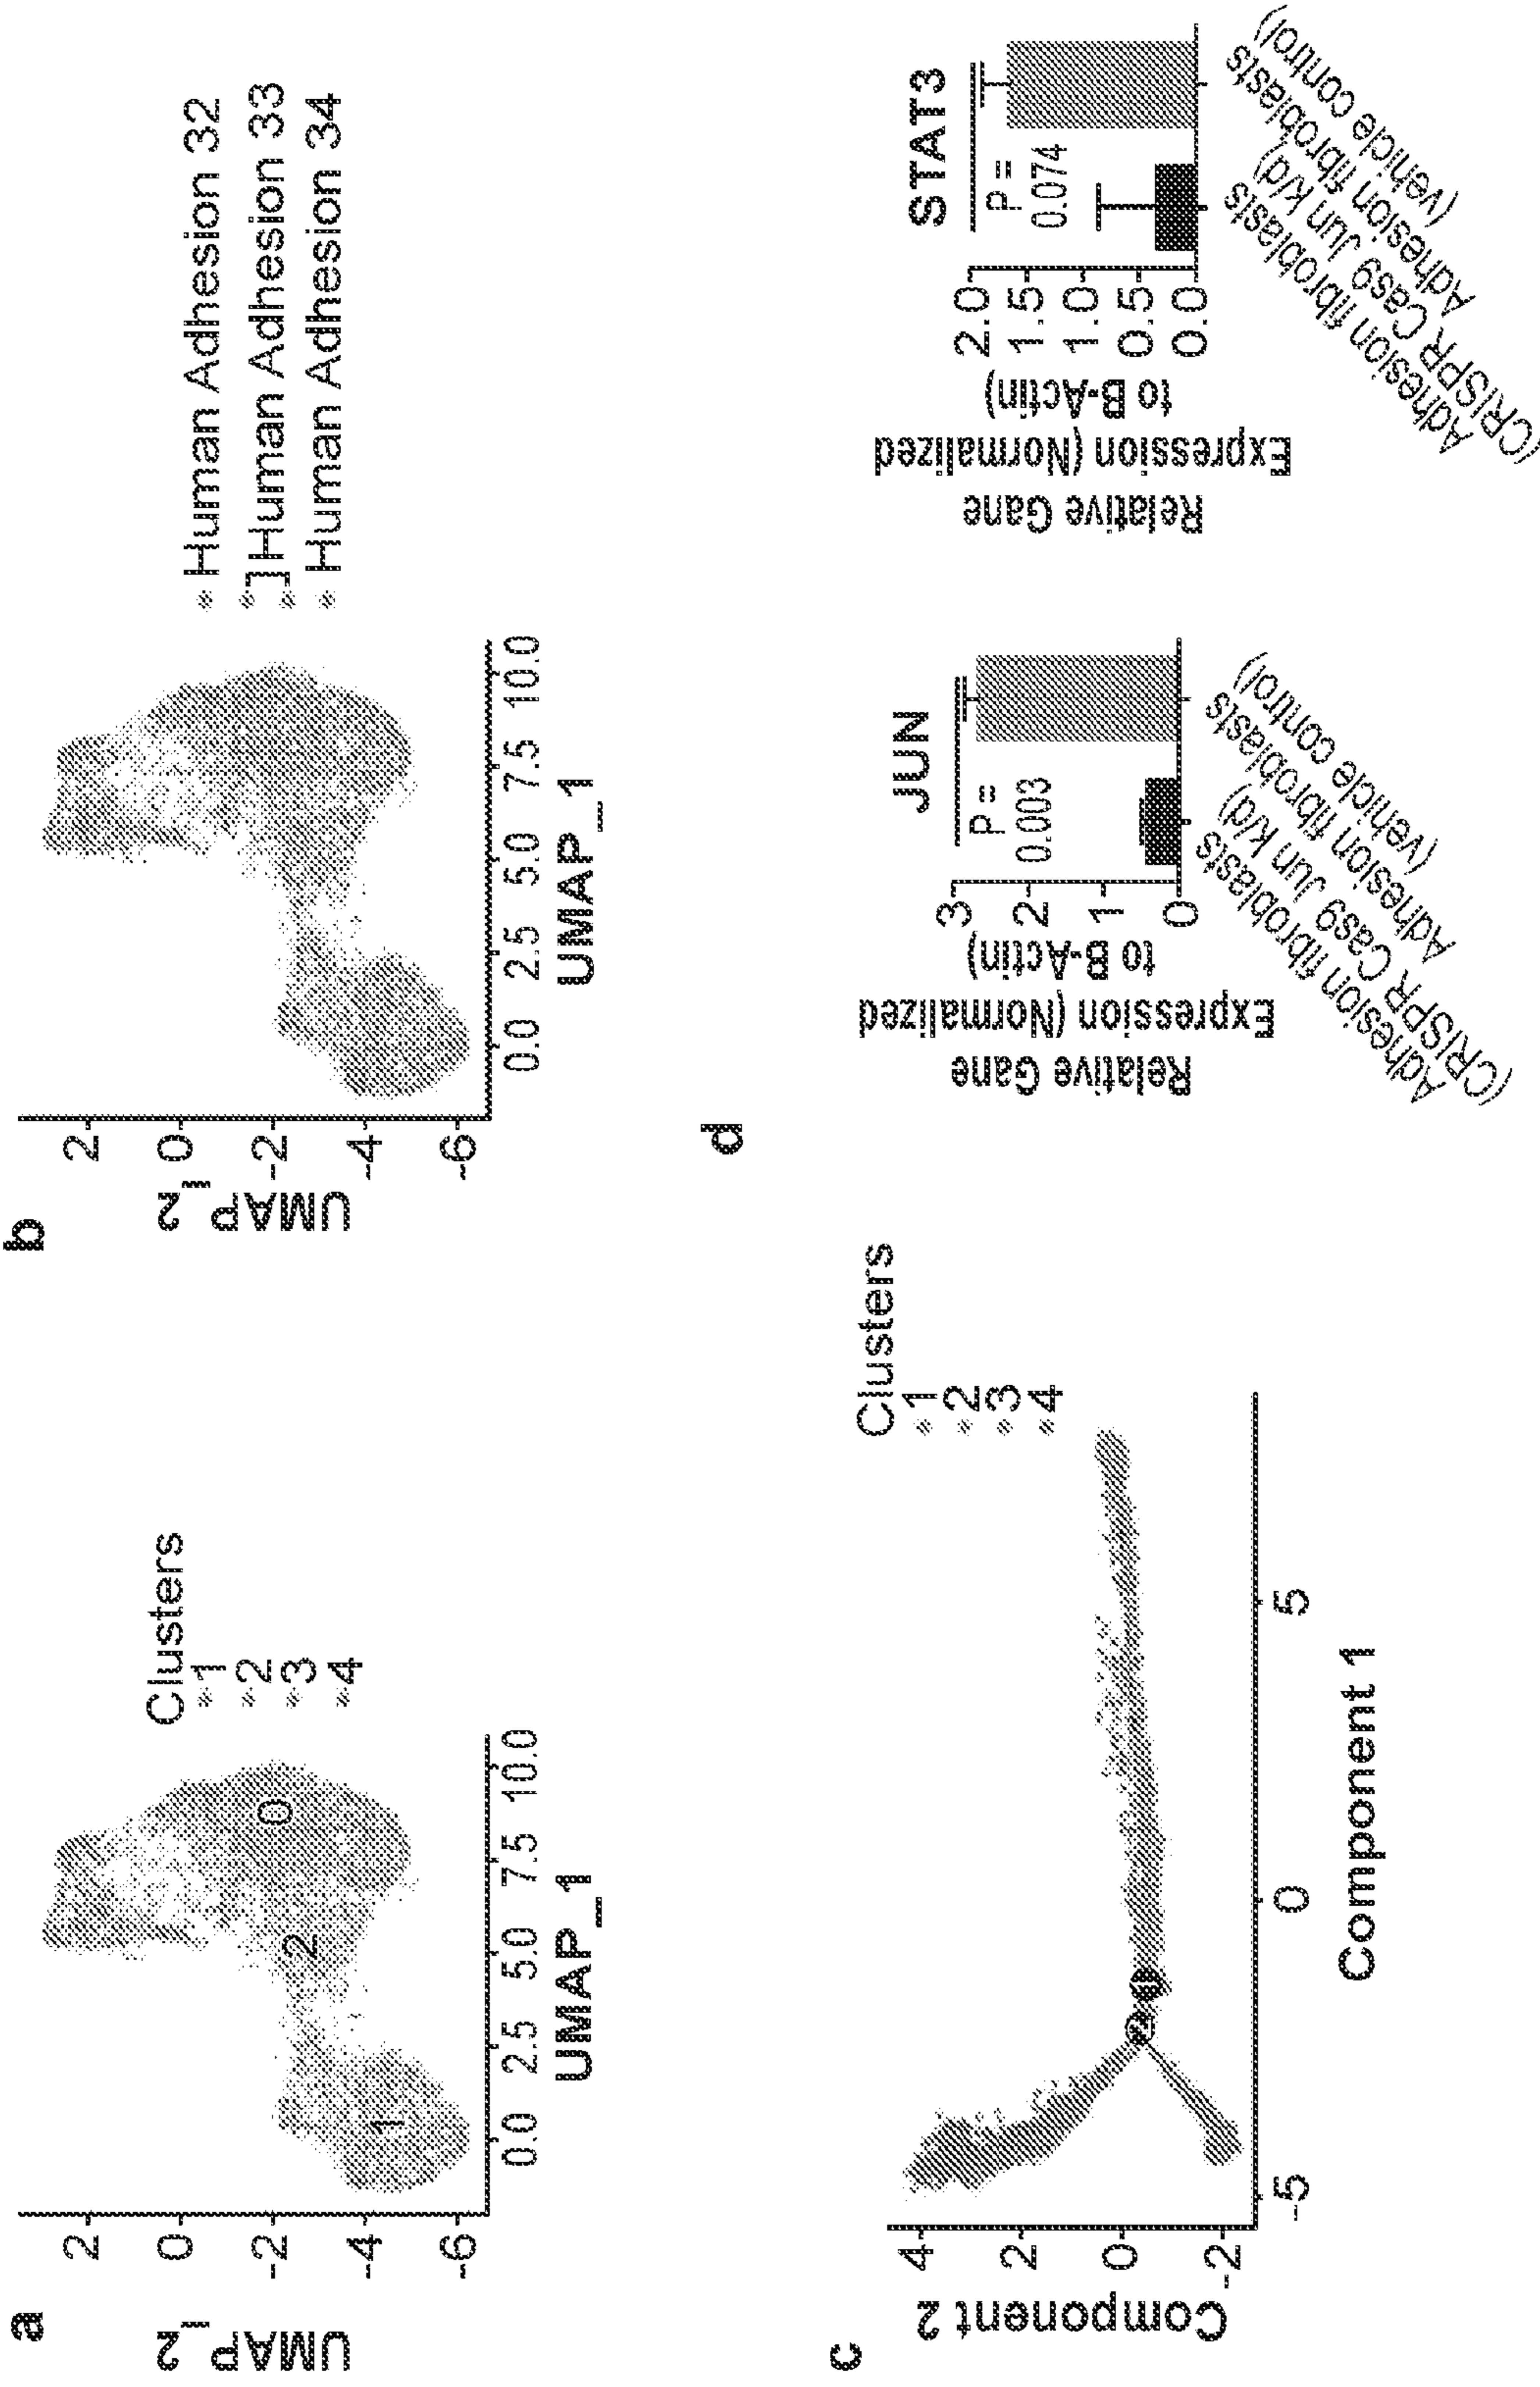 a
UMAP_2
2
0
-2
-4
-6
0
2
1
0.0 2.5 5.0 7.5 10.0
UMAP_1
Clusters
1
2
3
4
b
UMAP_2
2
0
-2
-4
-6
0.0 2.5 5.0 7.5 10.0
UMAP_1
Human Adhesion 32
Human Adhesion 33
Human Adhesion 34
c
Component 2
4
2
0
-2
2
-5 0 5
Component 1
Clusters
1
2
3
4
d
JUN
P =
0.003
Relative Gane
Expression (Normalized
to B-Actin)
3
2
1
0
Adhesion fibroblasts
(CRISPR Cas9 Jun k/d)
Adhesion fibroblasts
(vehicle control)
STAT3
P =
0.074
Relative Gane
Expression (Normalized
to B-Actin)
2.0
1.5
1.0
0.5
0.0
Adhesion fibroblasts
(CRISPR Cas9 Jun k/d)
Adhesion fibroblasts
(vehicle control)